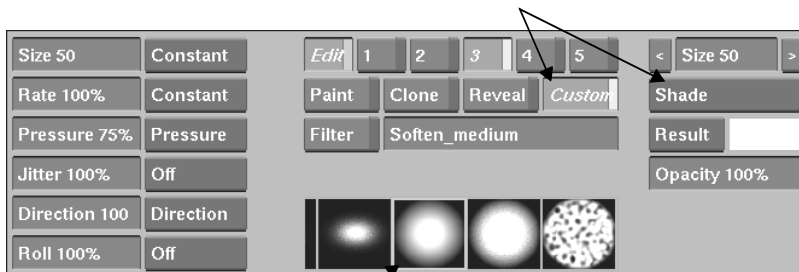 Size 50 Constant Edit 1 2 3 4 5 < Size 50 >
Rate 100% Constant Paint Clone Reveal Custom Shade
Pressure 75% Pressure Filter Soften_medium Result
Jitter 100% Off Opacity 100%
Direction 100 Direction
Roll 100% Off